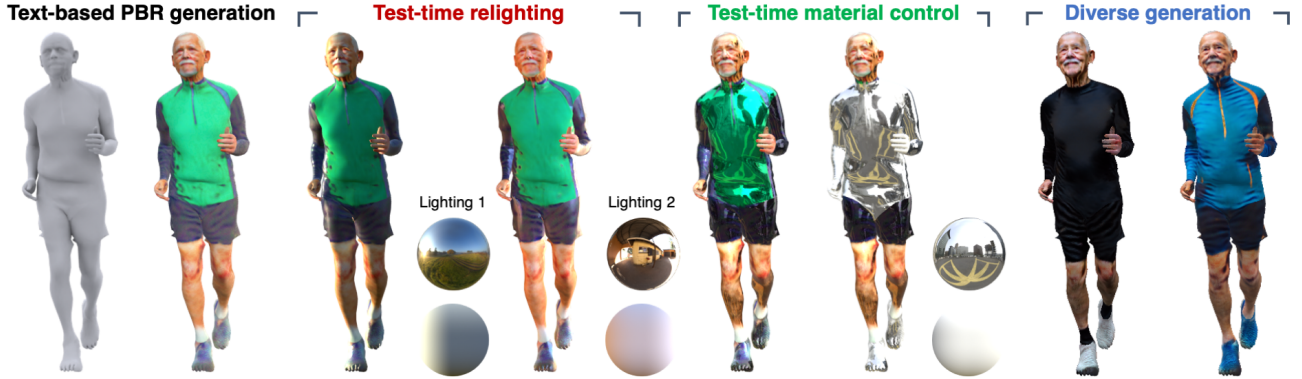 Text-based PBR generation
Test-time relighting
Test-time material control
Diverse generation
Lighting 1
Lighting 2